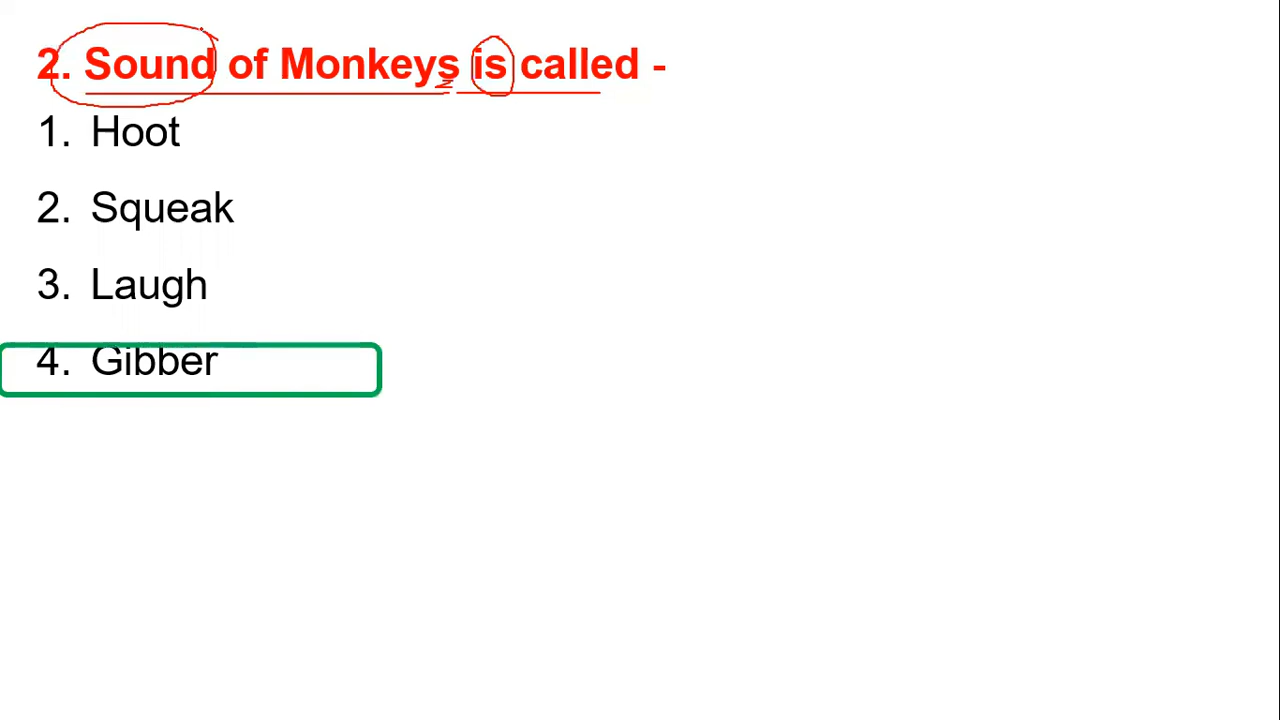 2. Sound of Monkeys is called -
1. Hoot
2. Squeak
3. Laugh
4. Gibber